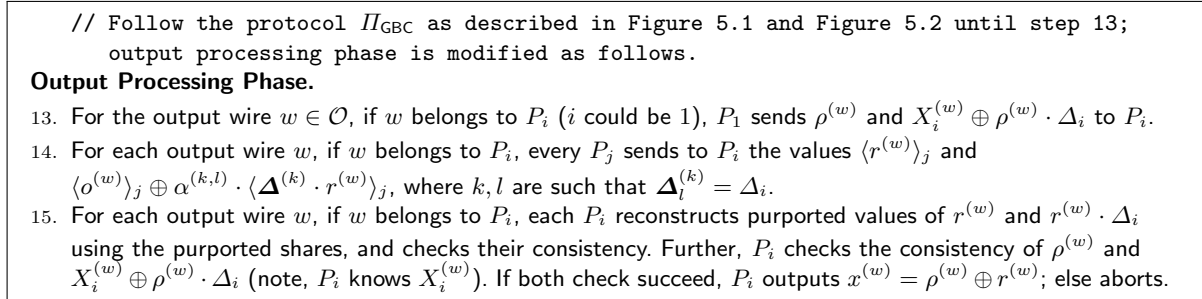 // Follow the protocol Π_GBC as described in Figure 5.1 and Figure 5.2 until step 13;
output processing phase is modified as follows.
Output Processing Phase.
13. For the output wire w ∈ 𝒪, if w belongs to P_i (i could be 1), P_1 sends ρ^(w) and X_i^(w) ⊕ ρ^(w) · Δ_i to P_i.
14. For each output wire w, if w belongs to P_i, every P_j sends to P_i the values ⟨r^(w)⟩_j and
⟨o^(w)⟩_j ⊕ α^(k,l) · ⟨𝜟^(k) · r^(w)⟩_j, where k, l are such that 𝜟_l^(k) = Δ_i.
15. For each output wire w, if w belongs to P_i, each P_i reconstructs purported values of r^(w) and r^(w) · Δ_i
using the purported shares, and checks their consistency. Further, P_i checks the consistency of ρ^(w) and
X_i^(w) ⊕ ρ^(w) · Δ_i (note, P_i knows X_i^(w)). If both check succeed, P_i outputs x^(w) = ρ^(w) ⊕ r^(w); else aborts.